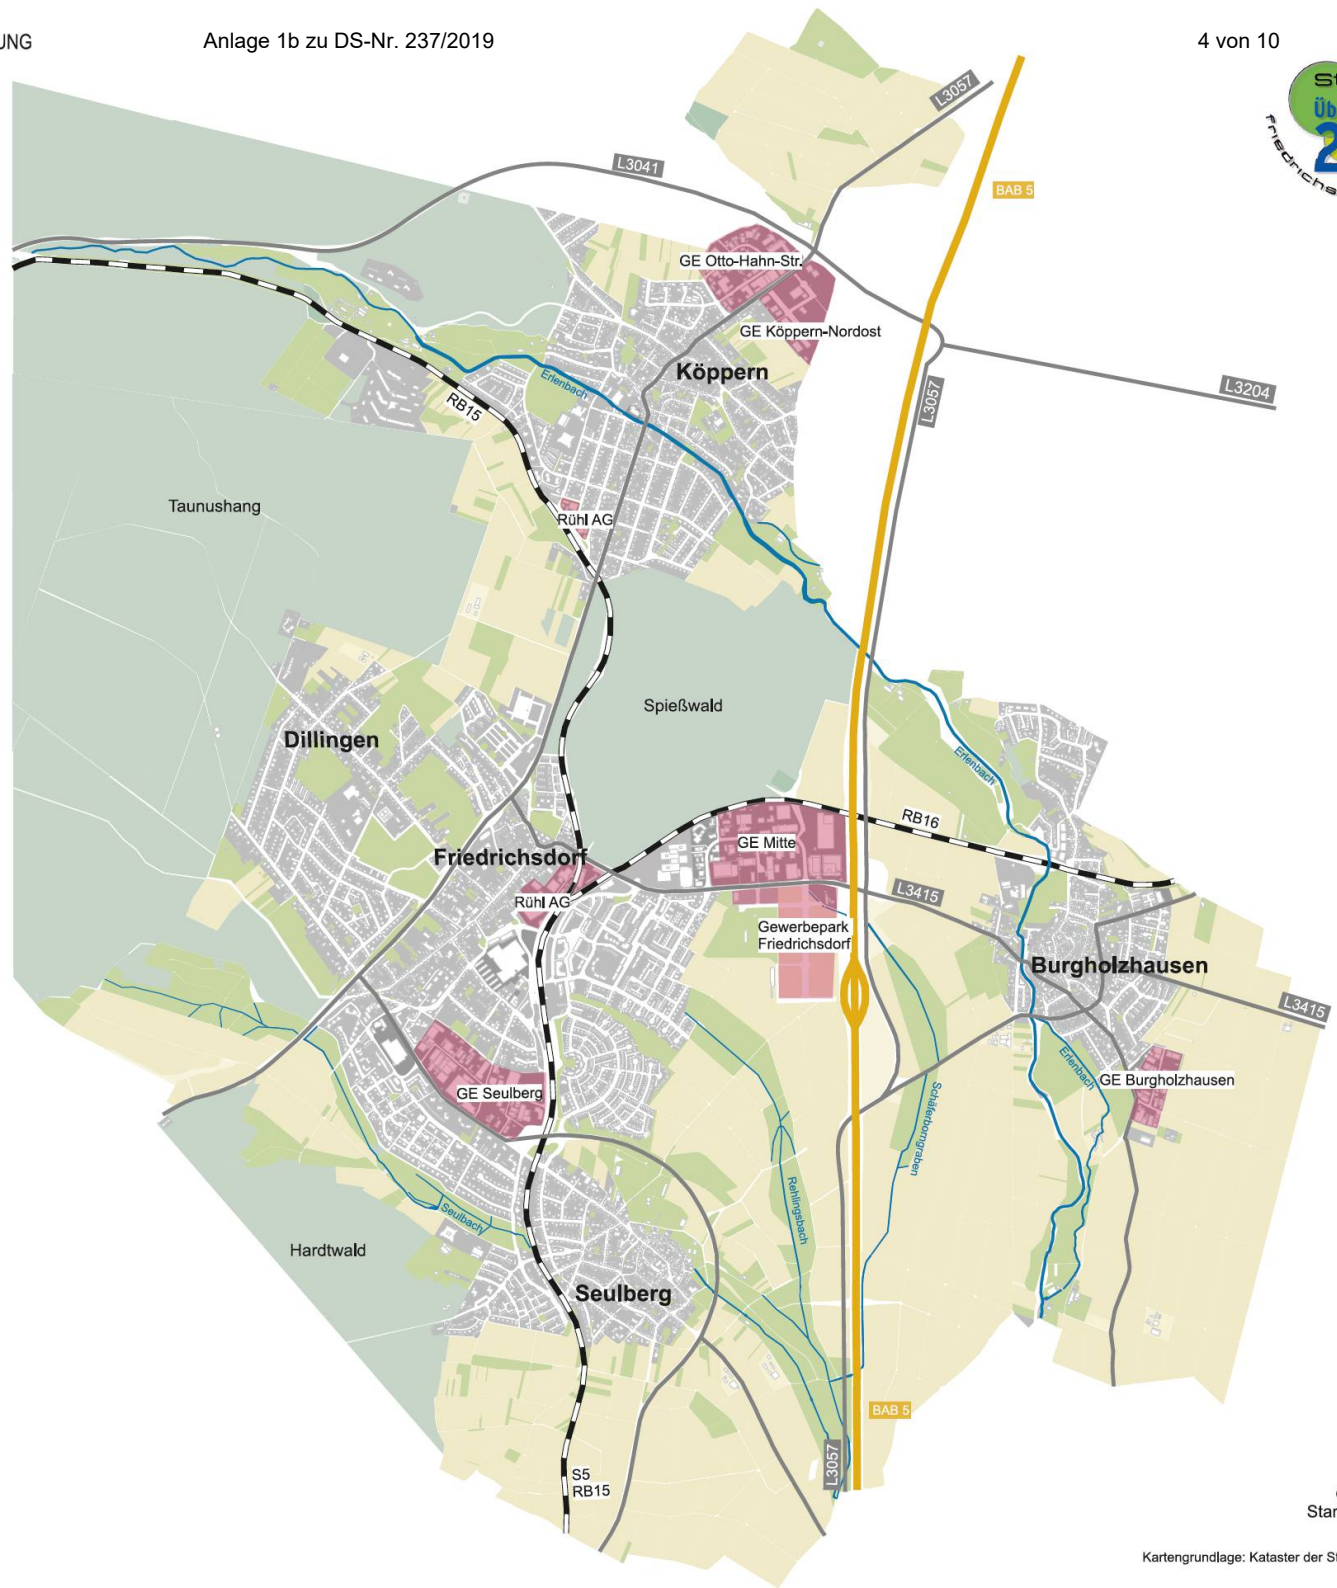 Anlage 1b zu DS-Nr. 237/2019
4 von 10
L3057
L3041
BAB 5
GE Otto-Hahn-Str.
GE Köppern-Nordost
Köppern
L3204
L3057
Erlenbach
RB15
Taunushang
Rühl AG
Spießwald
Dillingen
Erlenbach
RB16
GE Mitte
Friedrichsdorf
L3415
Rühl AG
Gewerbepark
Friedrichsdorf
Burgholzhausen
L3415
Erlenbach
GE Burgholzhausen
GE Seulberg
Schäferborngraben
Rehlingsbach
Seulbach
Hardtwald
Seulberg
BAB 5
L3057
S5
RB15
Kartengrundlage: Kataster der